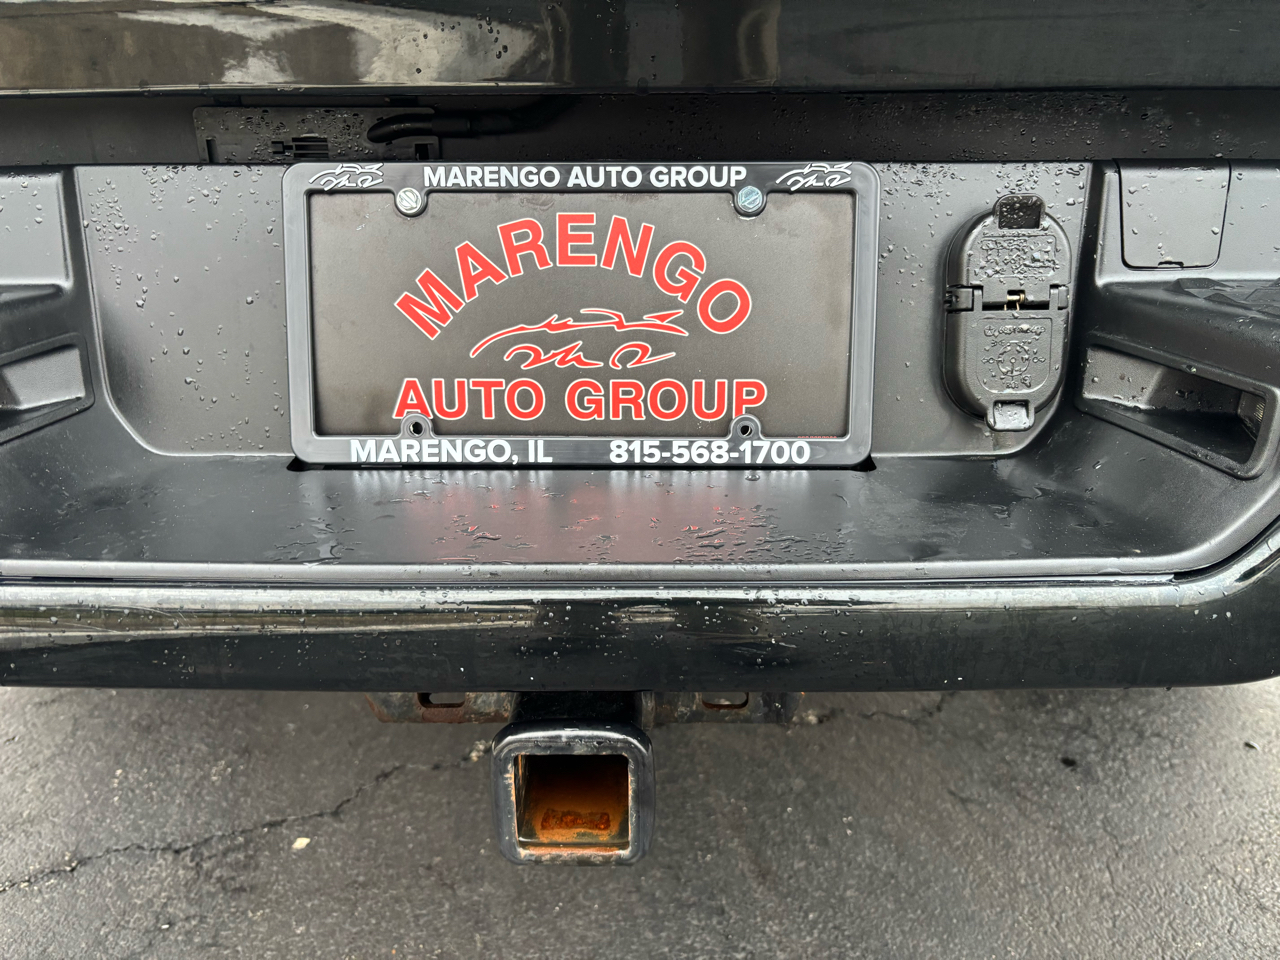 MARENGO AUTO GROUP
MARENGO
AUTO GROUP
MARENGO, IL 815-568-1700